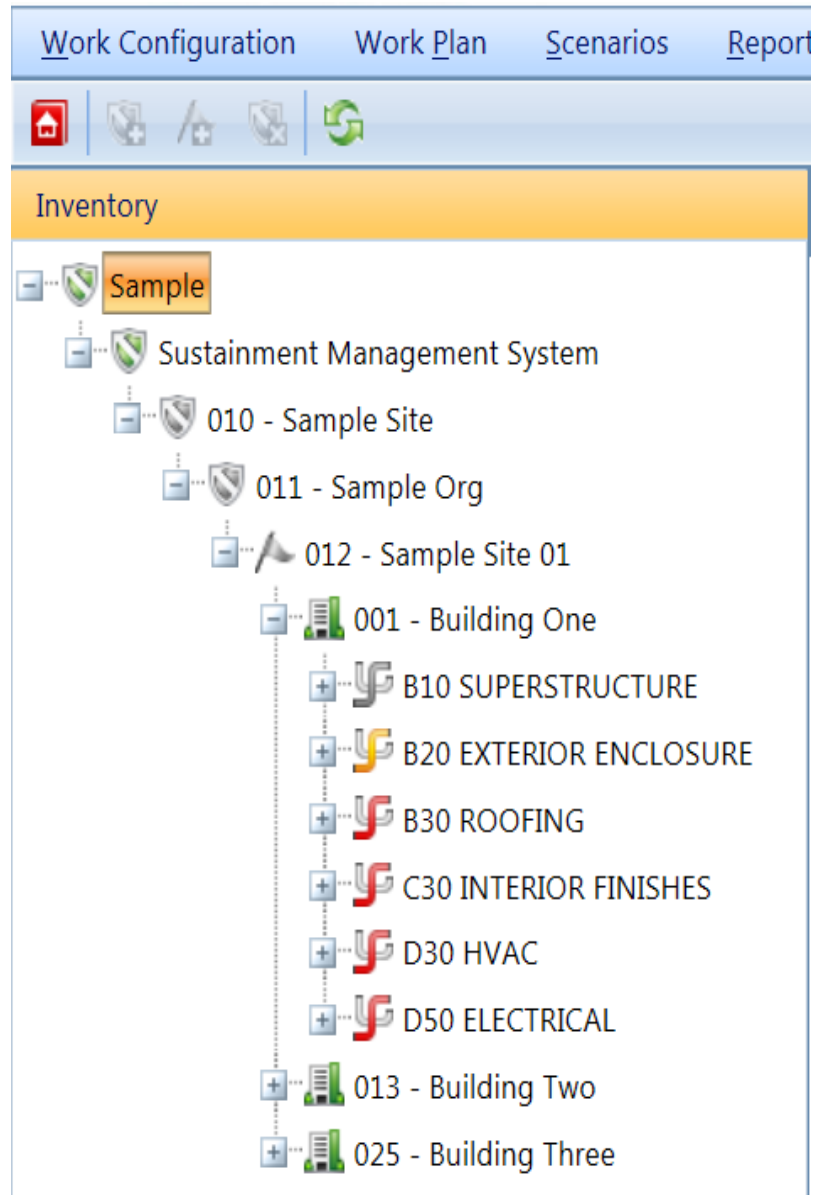 Work Configuration Work Plan Scenarios Report
Inventory
Sample
Sustainment Management System
010 - Sample Site
011 - Sample Org
012 - Sample Site 01
001 - Building One
B10 SUPERSTRUCTURE
B20 EXTERIOR ENCLOSURE
B30 ROOFING
C30 INTERIOR FINISHES
D30 HVAC
D50 ELECTRICAL
013 - Building Two
025 - Building Three